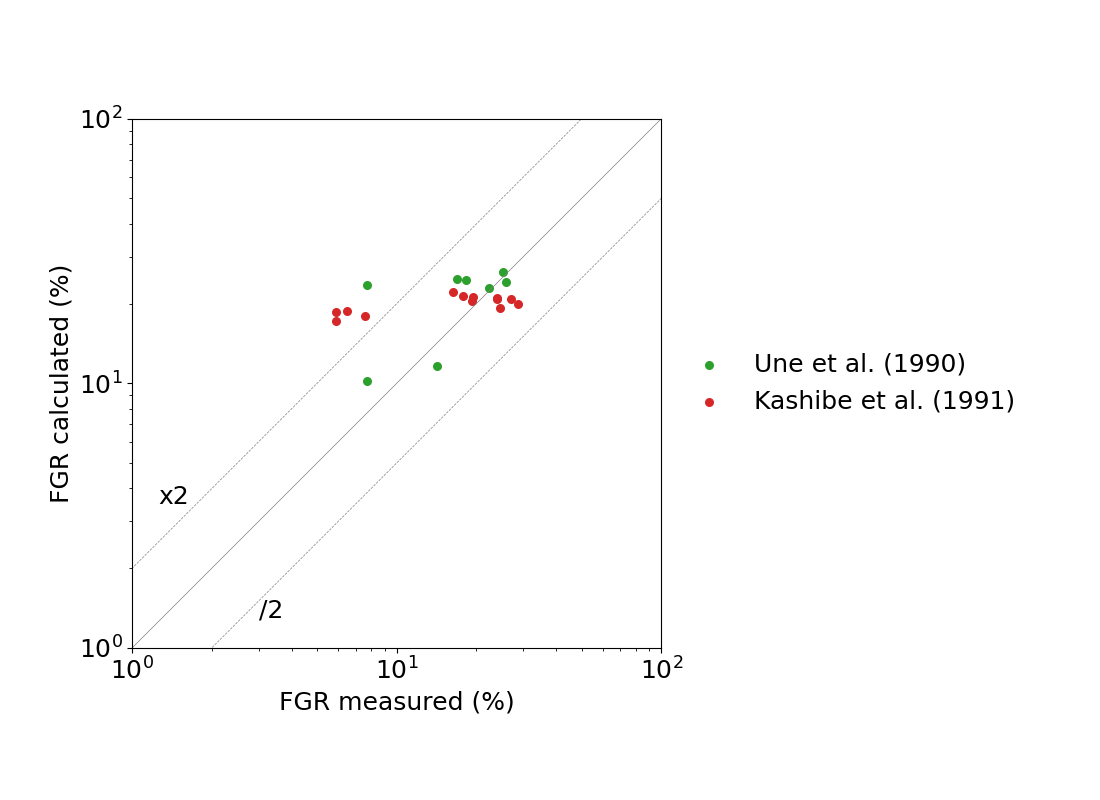 10²
10¹
10⁰
FGR calculated (%)
x2
/2
10⁰ 10¹ 10²
FGR measured (%)
Une et al. (1990)
Kashibe et al. (1991)